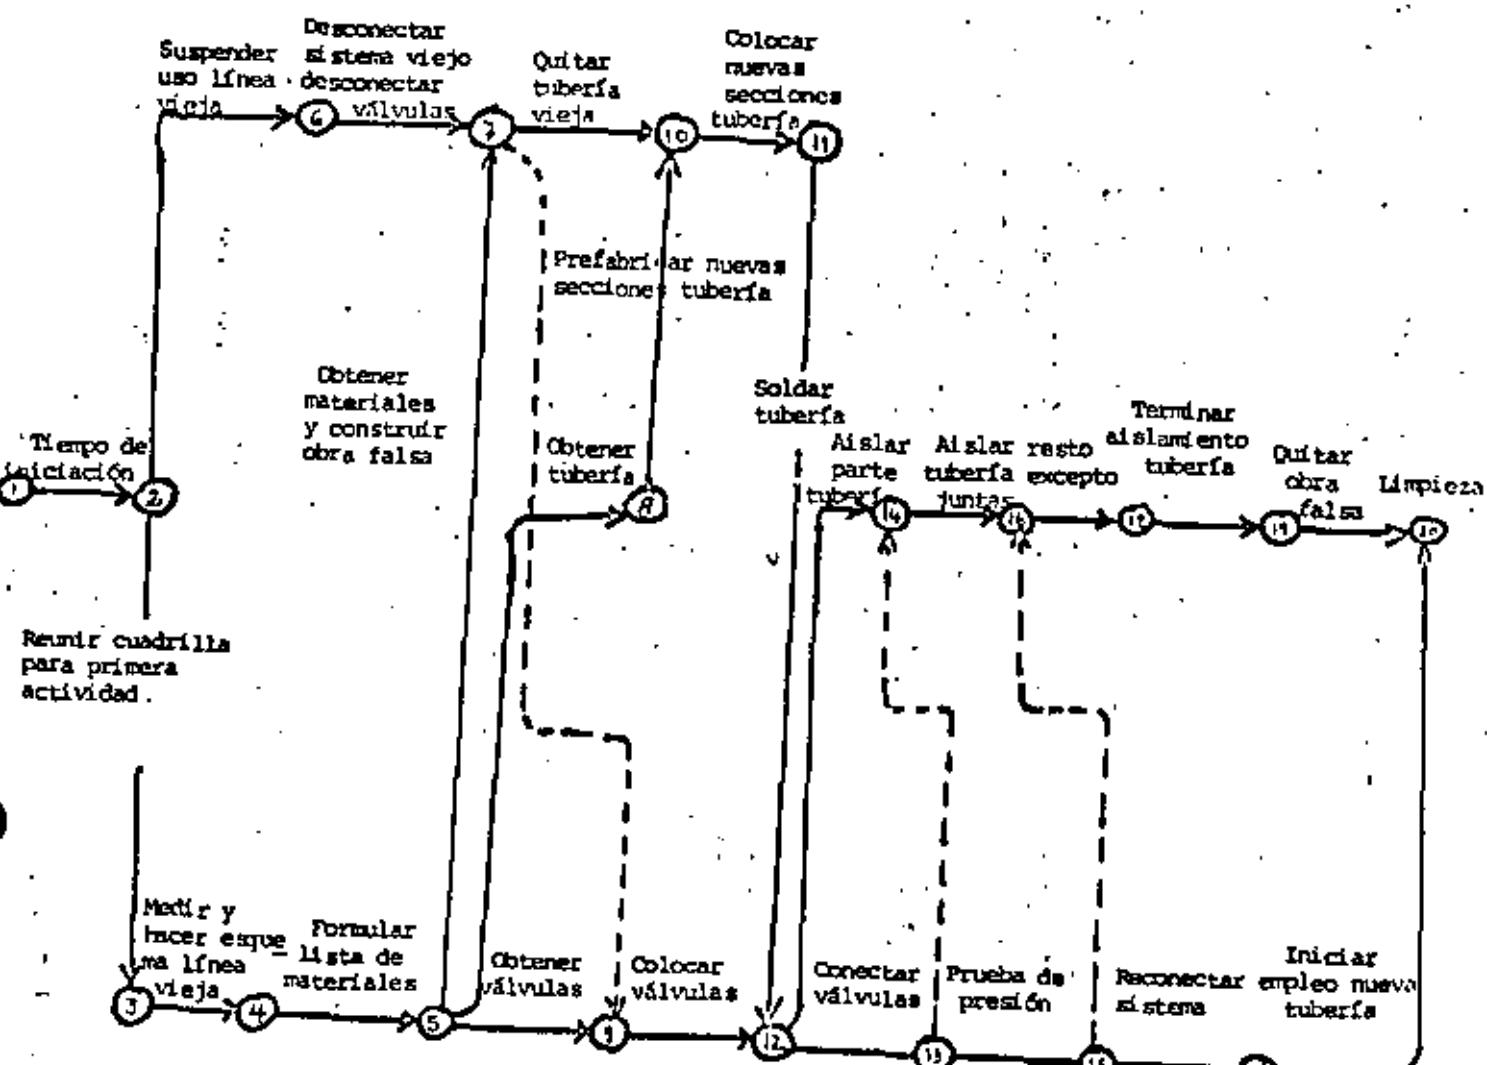 Suspender
uso línea
vieja
6
Desconectar
sistema viejo
desconectar
válvulas
7
Quitar
tubería
vieja
10
Colocar
nuevas
secciones
tubería
11
Prefabricar nuevas
secciones tubería
Obtener
materiales
y construir
obra falsa
Obtener
tubería
8
Soldar
tubería
Tiempo de
iniciación
1
2
Aislar
parte
tubería
14
Aislar resto
tubería excepto
juntas
Terminar
aislamiento
tubería
Quitar
obra
falsa
Limpieza
Reunir cuadrilla
para primera
actividad.
Medir y
hacer esque_
ma línea
vieja
3
4
Formular
lista de
materiales
5
Obtener
válvulas
9
Colocar
válvulas
12
Conectar
válvulas
13
Prueba de
presión
Reconectar
sistema
Iniciar
empleo nueva
tubería